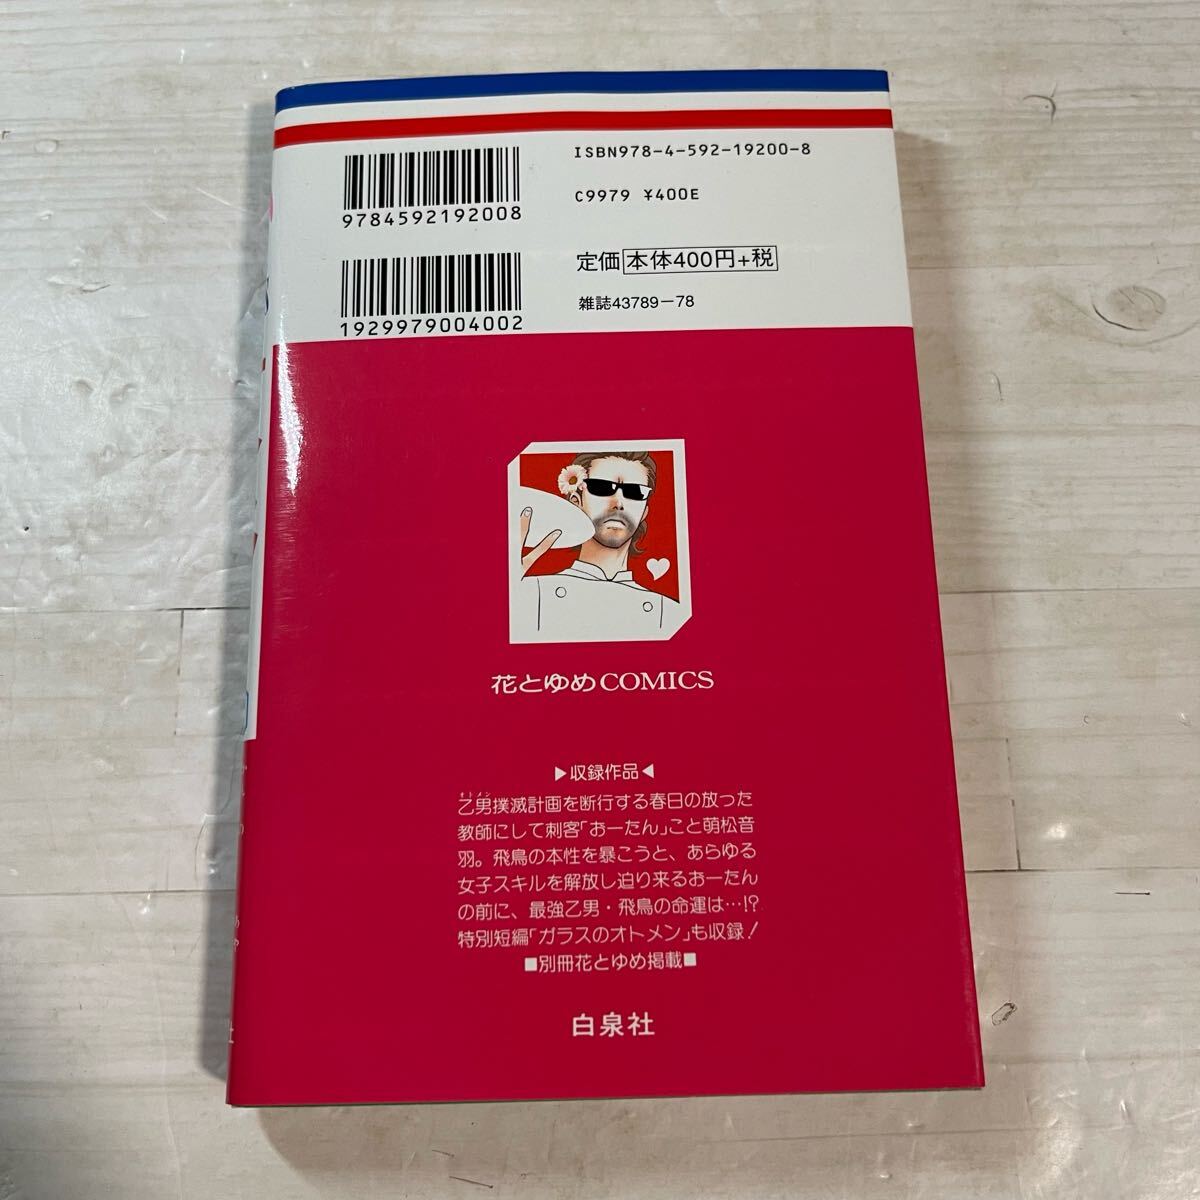 ISBN978-4-592-19200-8
9784592192008
C9979 ¥400E
定価 本体400円+税
雑誌43789-78
1929979004002
花とゆめCOMICS
▶収録作品◀
オトメン
乙男撲滅計画を断行する春日の放った
教師にして刺客「おーたん」こと萌松音
羽。飛鳥の本性を暴こうと、あらゆる
女子スキルを解放し迫り来るおーたん
の前に、最強乙男・飛鳥の命運は…!?
特別短編「ガラスのオトメン」も収録!
■別冊花とゆめ掲載■
白泉社
社